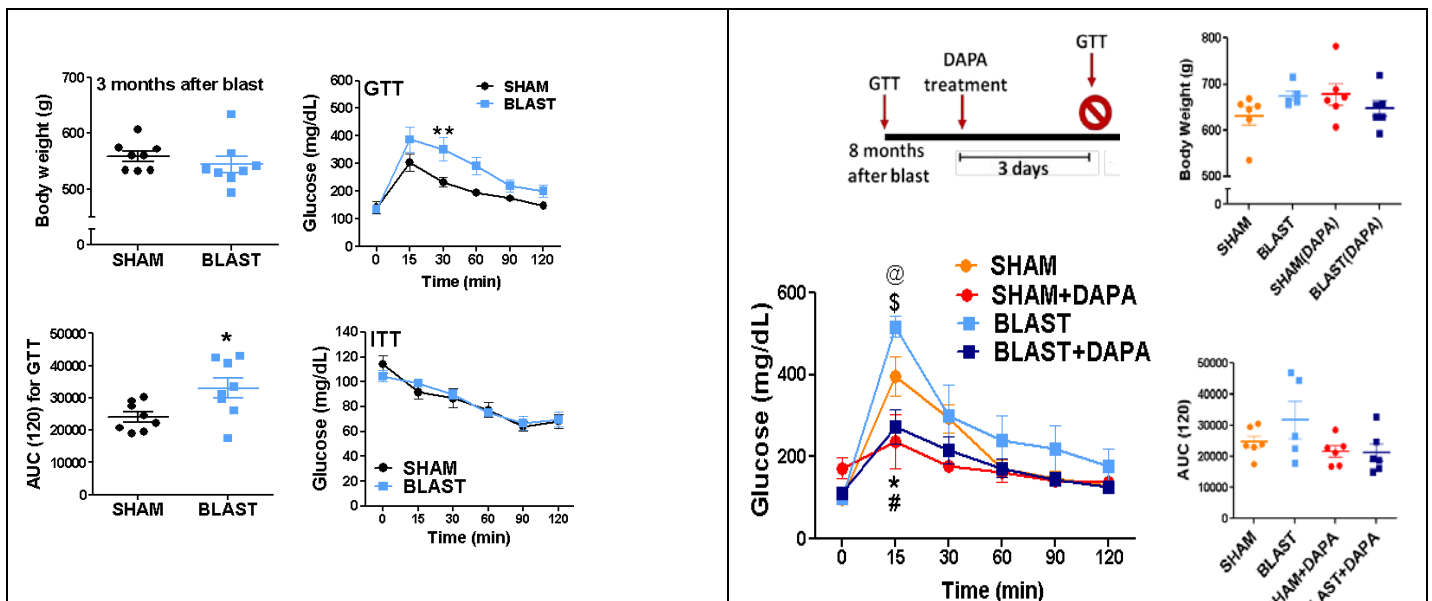 3 months after blast
Body weight (g)
700
600
500
0
SHAM
BLAST
GTT
SHAM
BLAST
**
Glucose (mg/dL)
600
500
400
300
200
100
0
0 15 30 60 90 120
Time (min)
AUC (120) for GTT
50000
40000
30000
20000
10000
0
*
SHAM
BLAST
ITT
Glucose (mg/dL)
140
120
100
80
60
40
20
0
SHAM
BLAST
0 15 30 60 90 120
Time (min)
GTT
DAPA
treatment
GTT
8 months
after blast
3 days
Body Weight (g)
800
700
600
500
0
SHAM
BLAST
SHAM(DAPA)
BLAST(DAPA)
Glucose (mg/dL)
600
400
200
0
@
$
*
#
SHAM
SHAM+DAPA
BLAST
BLAST+DAPA
0 15 30 60 90 120
Time (min)
AUC (120)
50000
40000
30000
20000
10000
0
SHAM
BLAST
SHAM+DAPA
BLAST+DAPA